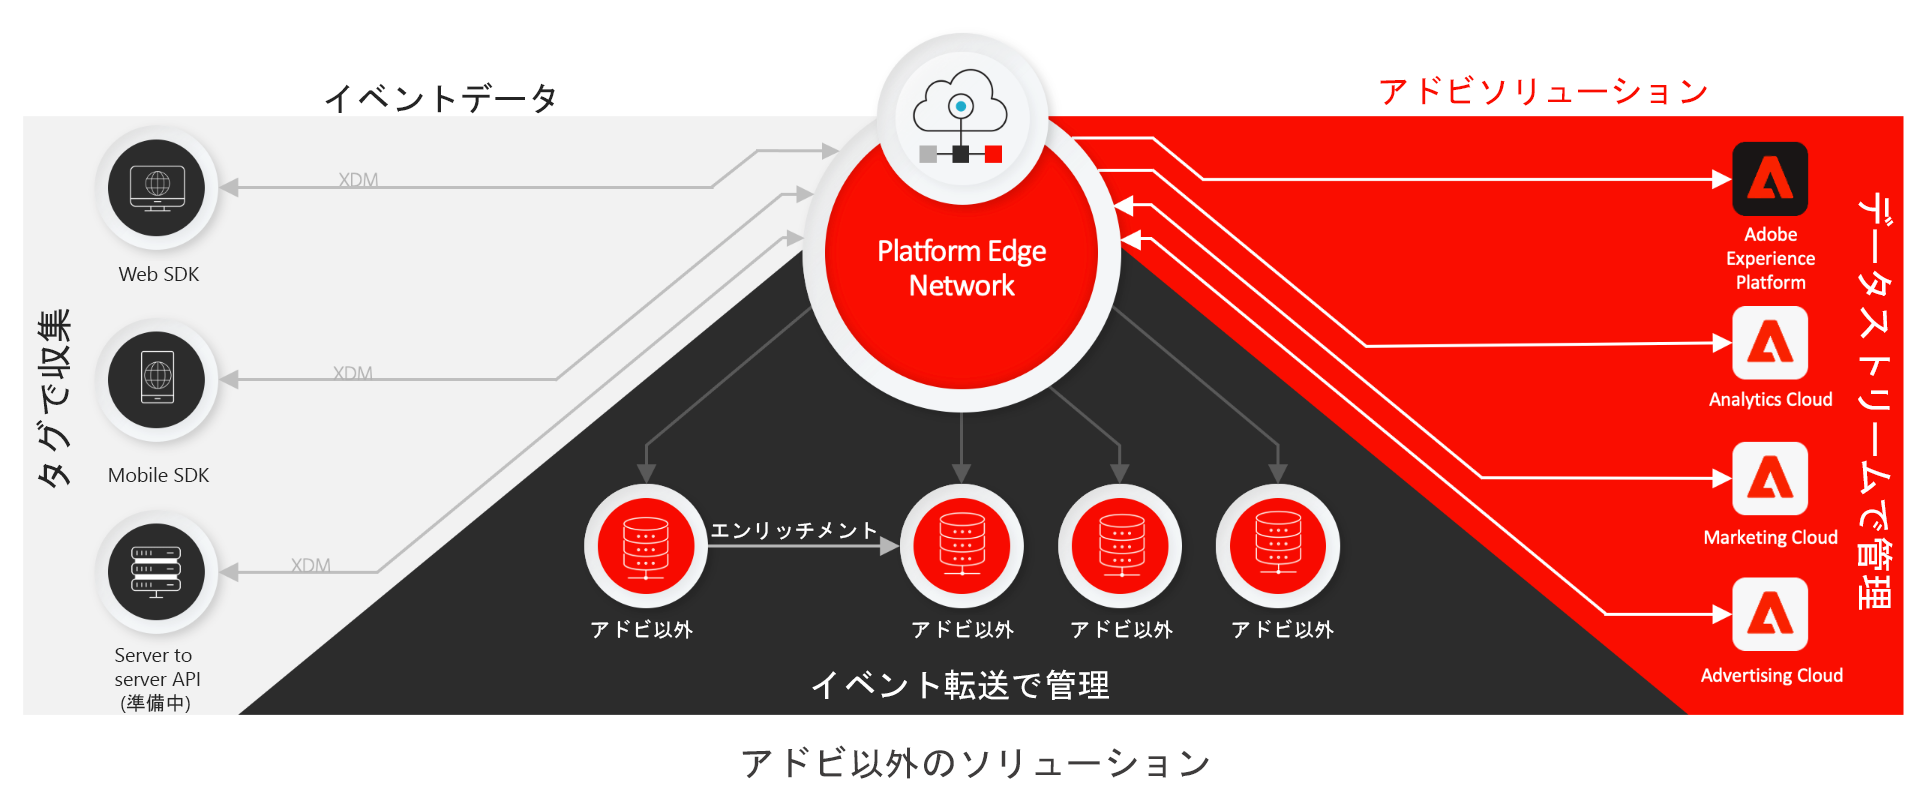 イベントデータ
アドビソリューション
タグで収集
XDM
Web SDK
XDM
Mobile SDK
XDM
Server to
server API
(準備中)
Platform Edge
Network
エンリッチメント
アドビ以外
アドビ以外
アドビ以外
アドビ以外
イベント転送で管理
Adobe
Experience
Platform
Analytics Cloud
Marketing Cloud
Advertising Cloud
データストリームで管理
アドビ以外のソリューション